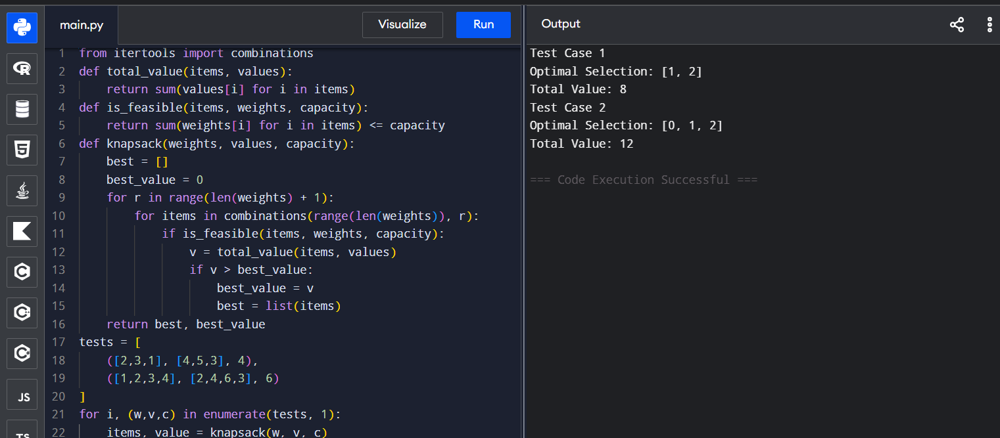 main.py
Visualize
Run
Output
1 from itertools import combinations
2 def total_value(items, values):
3     return sum(values[i] for i in items)
4 def is_feasible(items, weights, capacity):
5     return sum(weights[i] for i in items) <= capacity
6 def knapsack(weights, values, capacity):
7     best = []
8     best_value = 0
9     for r in range(len(weights) + 1):
10         for items in combinations(range(len(weights)), r):
11             if is_feasible(items, weights, capacity):
12                 v = total_value(items, values)
13                 if v > best_value:
14                     best_value = v
15                     best = list(items)
16     return best, best_value
17 tests = [
18     ([2,3,1], [4,5,3], 4),
19     ([1,2,3,4], [2,4,6,3], 6)
20 ]
21 for i, (w,v,c) in enumerate(tests, 1):
22     items, value = knapsack(w, v, c)
Test Case 1
Optimal Selection: [1, 2]
Total Value: 8
Test Case 2
Optimal Selection: [0, 1, 2]
Total Value: 12
=== Code Execution Successful ===
R
5
C
C++
C#
JS
TS